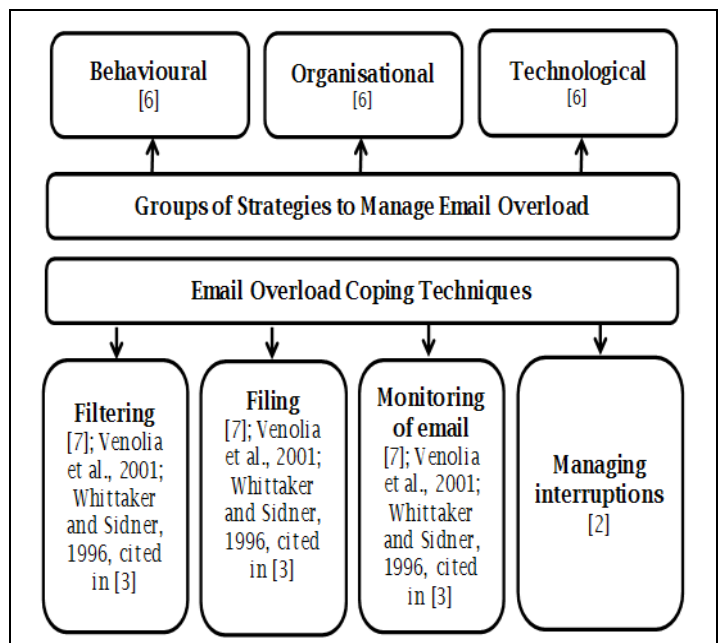 Behavioural
[6]
Organisational
[6]
Technological
[6]
Groups of Strategies to Manage Email Overload
Email Overload Coping Techniques
Filtering
[7]; Venolia
et al., 2001;
Whittaker
and Sidner,
1996, cited
in [3]
Filing
[7]; Venolia
et al., 2001;
Whittaker
and Sidner,
1996, cited
in [3]
Monitoring
of email
[7]; Venolia
et al., 2001;
Whittaker
and Sidner,
1996, cited
in [3]
Managing
interruptions
[2]